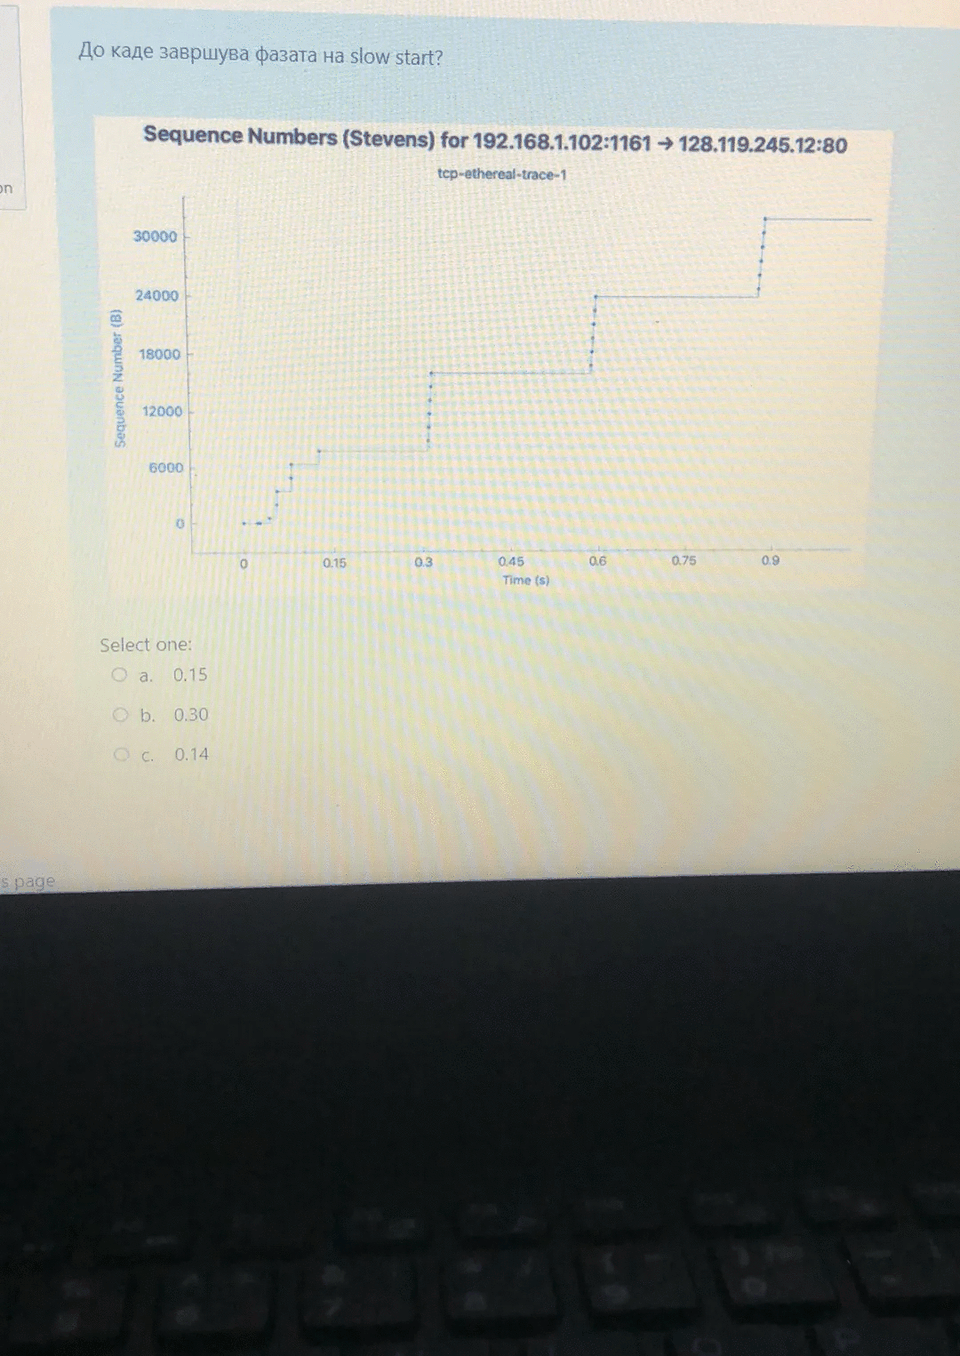 До каде завршува фазата на slow start?
Sequence Numbers (Stevens) for 192.168.1.102:1161 → 128.119.245.12:80
tcp-ethereal-trace-1
on
30000
24000
18000
12000
6000
0
Sequence Number (B)
0 0.15 0.3 0.45 0.6 0.75 0.9
Time (s)
Select one:
a. 0.15
b. 0.30
c. 0.14
s page